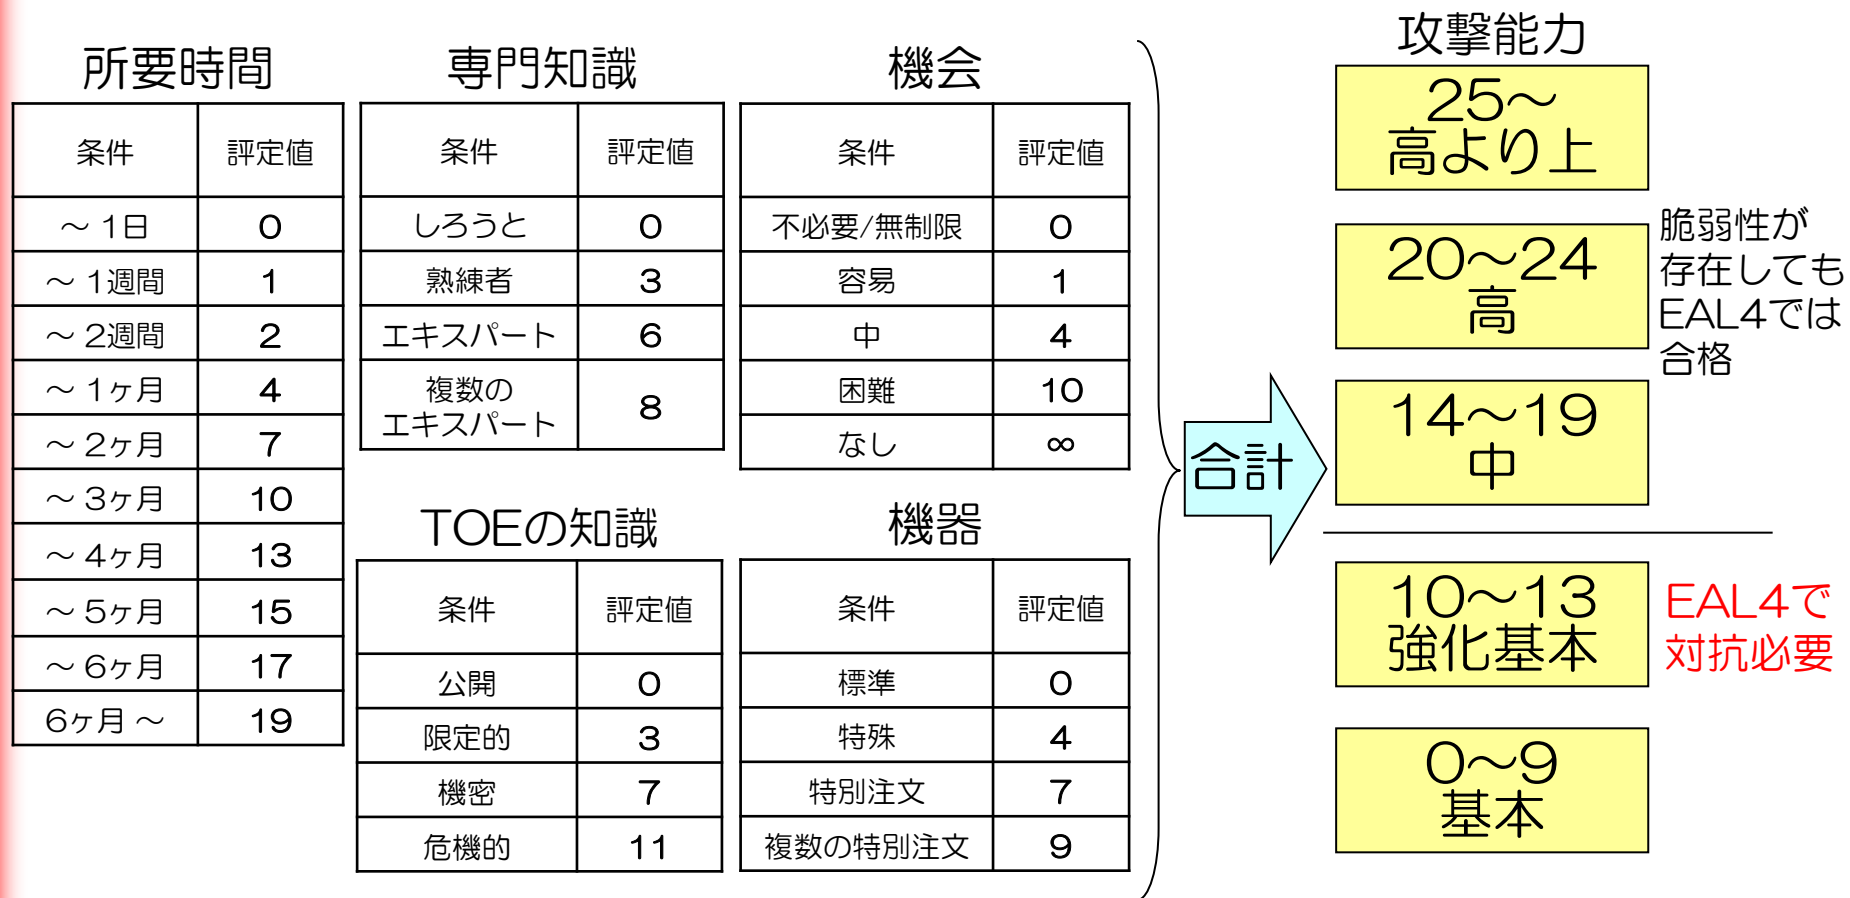 所要時間
条件 評定値
～ 1日 0
～ 1週間 1
～ 2週間 2
～ 1ヶ月 4
～ 2ヶ月 7
～ 3ヶ月 10
～ 4ヶ月 13
～ 5ヶ月 15
～ 6ヶ月 17
6ヶ月 ～ 19
専門知識
条件 評定値
しろうと 0
熟練者 3
エキスパート 6
複数の
エキスパート 8
TOEの知識
条件 評定値
公開 0
限定的 3
機密 7
危機的 11
機会
条件 評定値
不必要/無制限 0
容易 1
中 4
困難 10
なし ∞
機器
条件 評定値
標準 0
特殊 4
特別注文 7
複数の特別注文 9
合計
攻撃能力
25～
高より上
20～24
高
14～19
中
脆弱性が
存在しても
EAL4では
合格
10～13
強化基本
0～9
基本
EAL4で
対抗必要